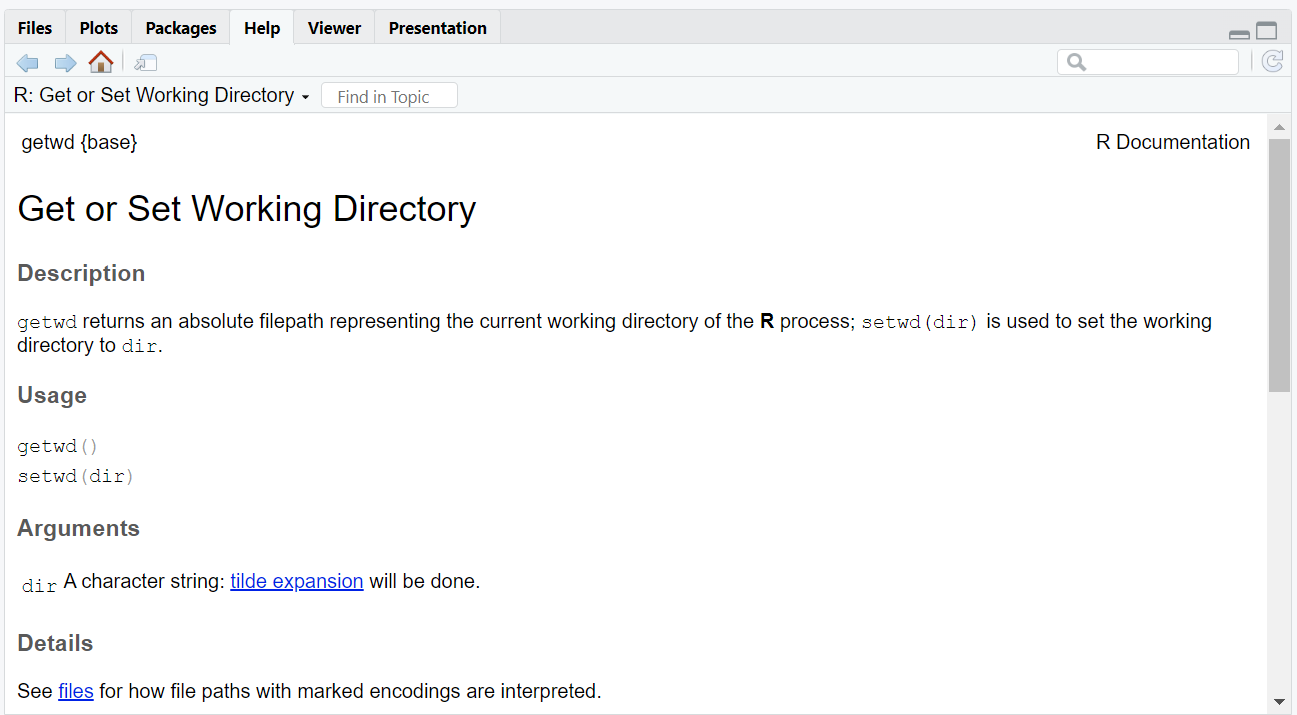 Files Plots Packages Help Viewer Presentation
R: Get or Set Working Directory Find in Topic
getwd {base} R Documentation
Get or Set Working Directory
Description
getwd returns an absolute filepath representing the current working directory of the R process; setwd(dir) is used to set the working
directory to dir.
Usage
getwd()
setwd(dir)
Arguments
dir A character string: tilde expansion will be done.
Details
See files for how file paths with marked encodings are interpreted.